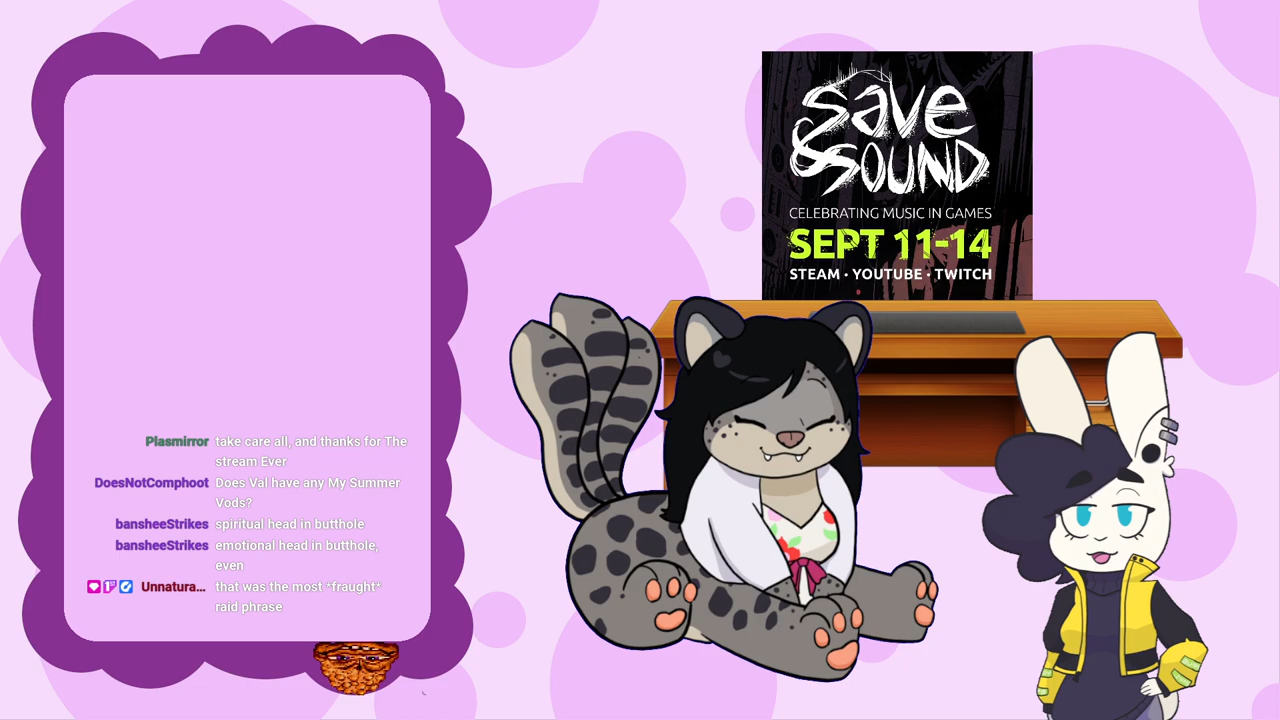 Save
& SOUND
CELEBRATING MUSIC IN GAMES
SEPT 11-14
STEAM · YOUTUBE · TWITCH
Plasmirror take care all, and thanks for The
stream Ever
DoesNotComphoot Does Val have any My Summer
Vods?
bansheeStrikes spiritual head in butthole
bansheeStrikes emotional head in butthole,
even
Unnatura... that was the most *fraught*
raid phrase